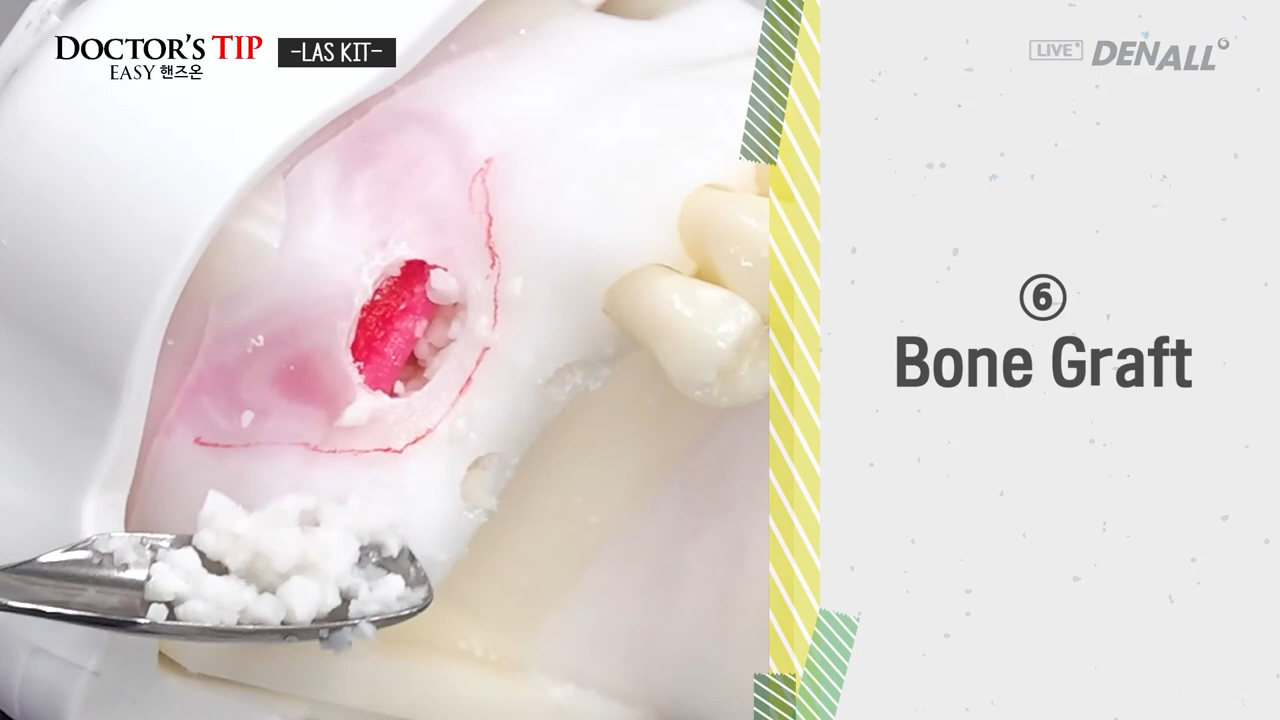 DOCTOR'S TIP
EASY 핸즈온
-LAS KIT-
LIVE
DENALL
⑥
Bone Graft